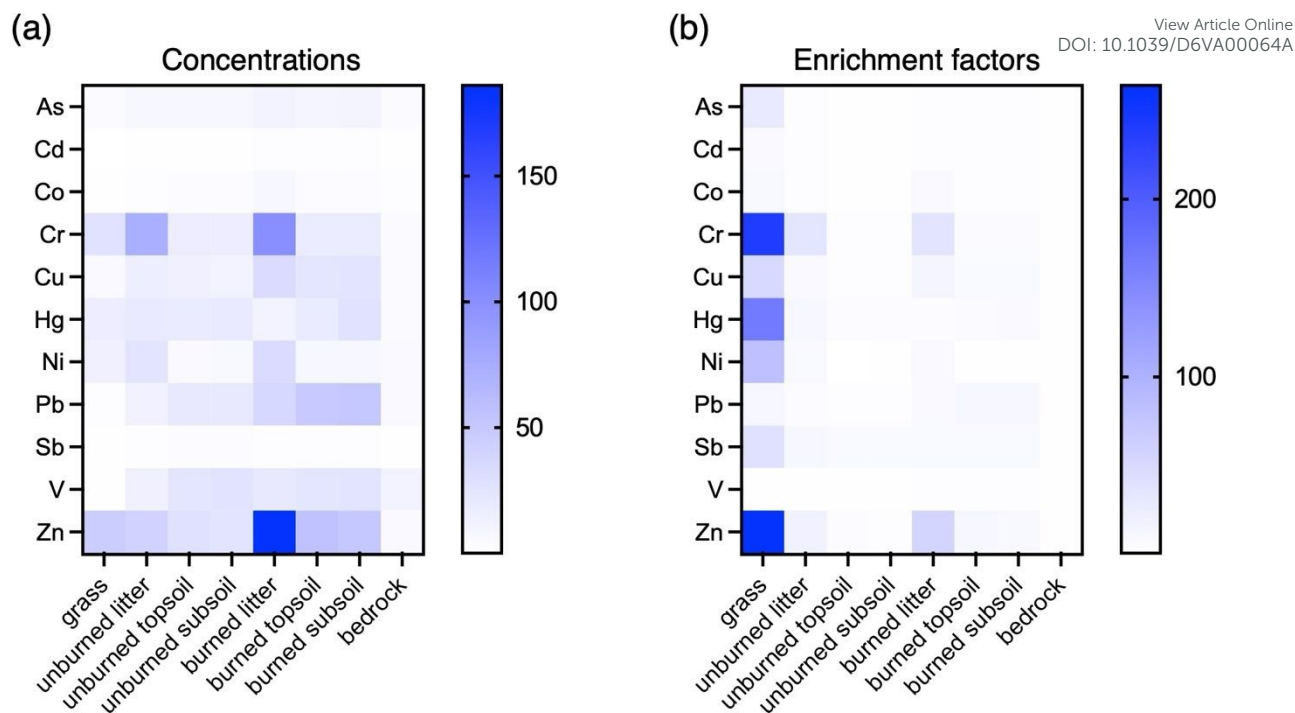 View Article Online
DOI: 10.1039/D6VA00064A
(a)
Concentrations
As
Cd
Co
Cr
Cu
Hg
Ni
Pb
Sb
V
Zn
grass
unburned litter
unburned topsoil
unburned subsoil
burned litter
burned topsoil
burned subsoil
bedrock
150
100
50
(b)
Enrichment factors
As
Cd
Co
Cr
Cu
Hg
Ni
Pb
Sb
V
Zn
grass
unburned litter
unburned topsoil
unburned subsoil
burned litter
burned topsoil
burned subsoil
bedrock
200
100